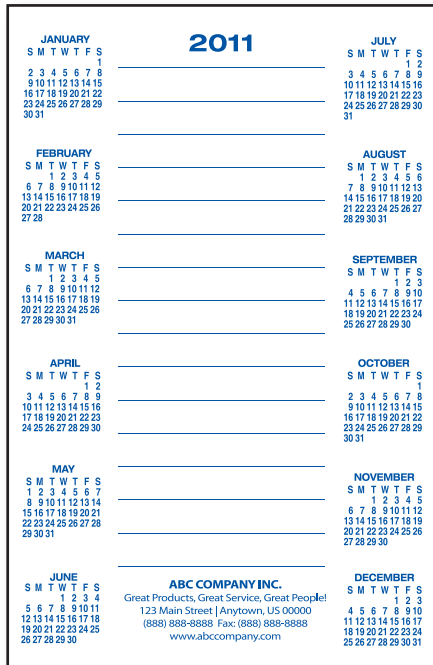 2011
JANUARY
S M T W T F S
1
2 3 4 5 6 7 8
9 10 11 12 13 14 15
16 17 18 19 20 21 22
23 24 25 26 27 28 29
30 31
FEBRUARY
S M T W T F S
1 2 3 4 5
6 7 8 9 10 11 12
13 14 15 16 17 18 19
20 21 22 23 24 25 26
27 28
MARCH
S M T W T F S
1 2 3 4 5
6 7 8 9 10 11 12
13 14 15 16 17 18 19
20 21 22 23 24 25 26
27 28 29 30 31
APRIL
S M T W T F S
1 2
3 4 5 6 7 8 9
10 11 12 13 14 15 16
17 18 19 20 21 22 23
24 25 26 27 28 29 30
MAY
S M T W T F S
1 2 3 4 5 6 7
8 9 10 11 12 13 14
15 16 17 18 19 20 21
22 23 24 25 26 27 28
29 30 31
JUNE
S M T W T F S
1 2 3 4
5 6 7 8 9 10 11
12 13 14 15 16 17 18
19 20 21 22 23 24 25
26 27 28 29 30
JULY
S M T W T F S
1 2
3 4 5 6 7 8 9
10 11 12 13 14 15 16
17 18 19 20 21 22 23
24 25 26 27 28 29 30
31
AUGUST
S M T W T F S
1 2 3 4 5 6
7 8 9 10 11 12 13
14 15 16 17 18 19 20
21 22 23 24 25 26 27
28 29 30 31
SEPTEMBER
S M T W T F S
1 2 3
4 5 6 7 8 9 10
11 12 13 14 15 16 17
18 19 20 21 22 23 24
25 26 27 28 29 30
OCTOBER
S M T W T F S
1
2 3 4 5 6 7 8
9 10 11 12 13 14 15
16 17 18 19 20 21 22
23 24 25 26 27 28 29
30 31
NOVEMBER
S M T W T F S
1 2 3 4 5
6 7 8 9 10 11 12
13 14 15 16 17 18 19
20 21 22 23 24 25 26
27 28 29 30
DECEMBER
S M T W T F S
1 2 3
4 5 6 7 8 9 10
11 12 13 14 15 16 17
18 19 20 21 22 23 24
25 26 27 28 29 30 31
ABC COMPANY INC.
Great Products, Great Service, Great People!
123 Main Street | Anytown, US 00000
(888) 888-8888 Fax: (888) 888-8888
www.abccompany.com